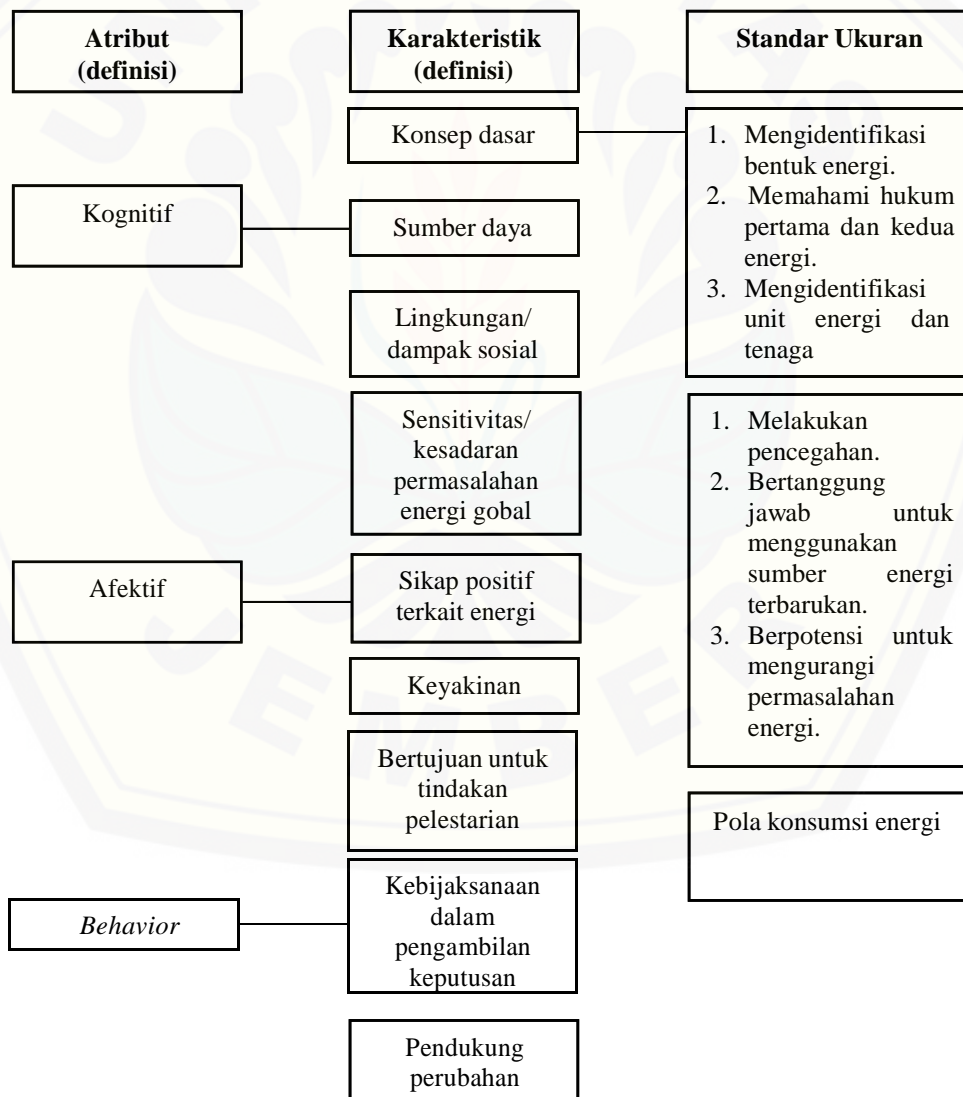 Atribut
(definisi)
Karakteristik
(definisi)
Standar Ukuran
Konsep dasar
1. Mengidentifikasi
bentuk energi.
2. Memahami hukum
pertama dan kedua
energi.
3. Mengidentifikasi
unit energi dan
tenaga
Kognitif
Sumber daya
Lingkungan/
dampak sosial
Sensitivitas/
kesadaran
permasalahan
energi gobal
1. Melakukan
pencegahan.
2. Bertanggung
jawab untuk
menggunakan
sumber energi
terbarukan.
3. Berpotensi untuk
mengurangi
permasalahan
energi.
Afektif
Sikap positif
terkait energi
Keyakinan
Bertujuan untuk
tindakan
pelestarian
Pola konsumsi energi
Behavior
Kebijaksanaan
dalam
pengambilan
keputusan
Pendukung
perubahan
JEMBER